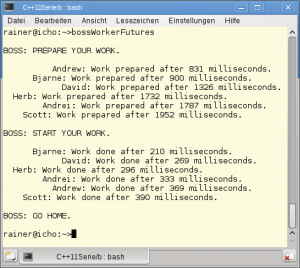 C++11Serie/b : bash
Datei Bearbeiten Ansicht Lesezeichen Einstellungen Hilfe
rainer@icho:~>bossWorkerFutures
BOSS: PREPARE YOUR WORK.
Andrew: Work prepared after 831 milliseconds.
Bjarne: Work prepared after 900 milliseconds.
David: Work prepared after 1326 milliseconds.
Herb: Work prepared after 1732 milliseconds.
Andrei: Work prepared after 1787 milliseconds.
Scott: Work prepared after 1952 milliseconds.
BOSS: START YOUR WORK.
Bjarne: Work done after 210 milliseconds.
David: Work done after 269 milliseconds.
Herb: Work done after 296 milliseconds.
Andrei: Work done after 333 milliseconds.
Andrew: Work done after 369 milliseconds.
Scott: Work done after 390 milliseconds.
BOSS: GO HOME.
rainer@icho:~>
C++11Serie/b : bash